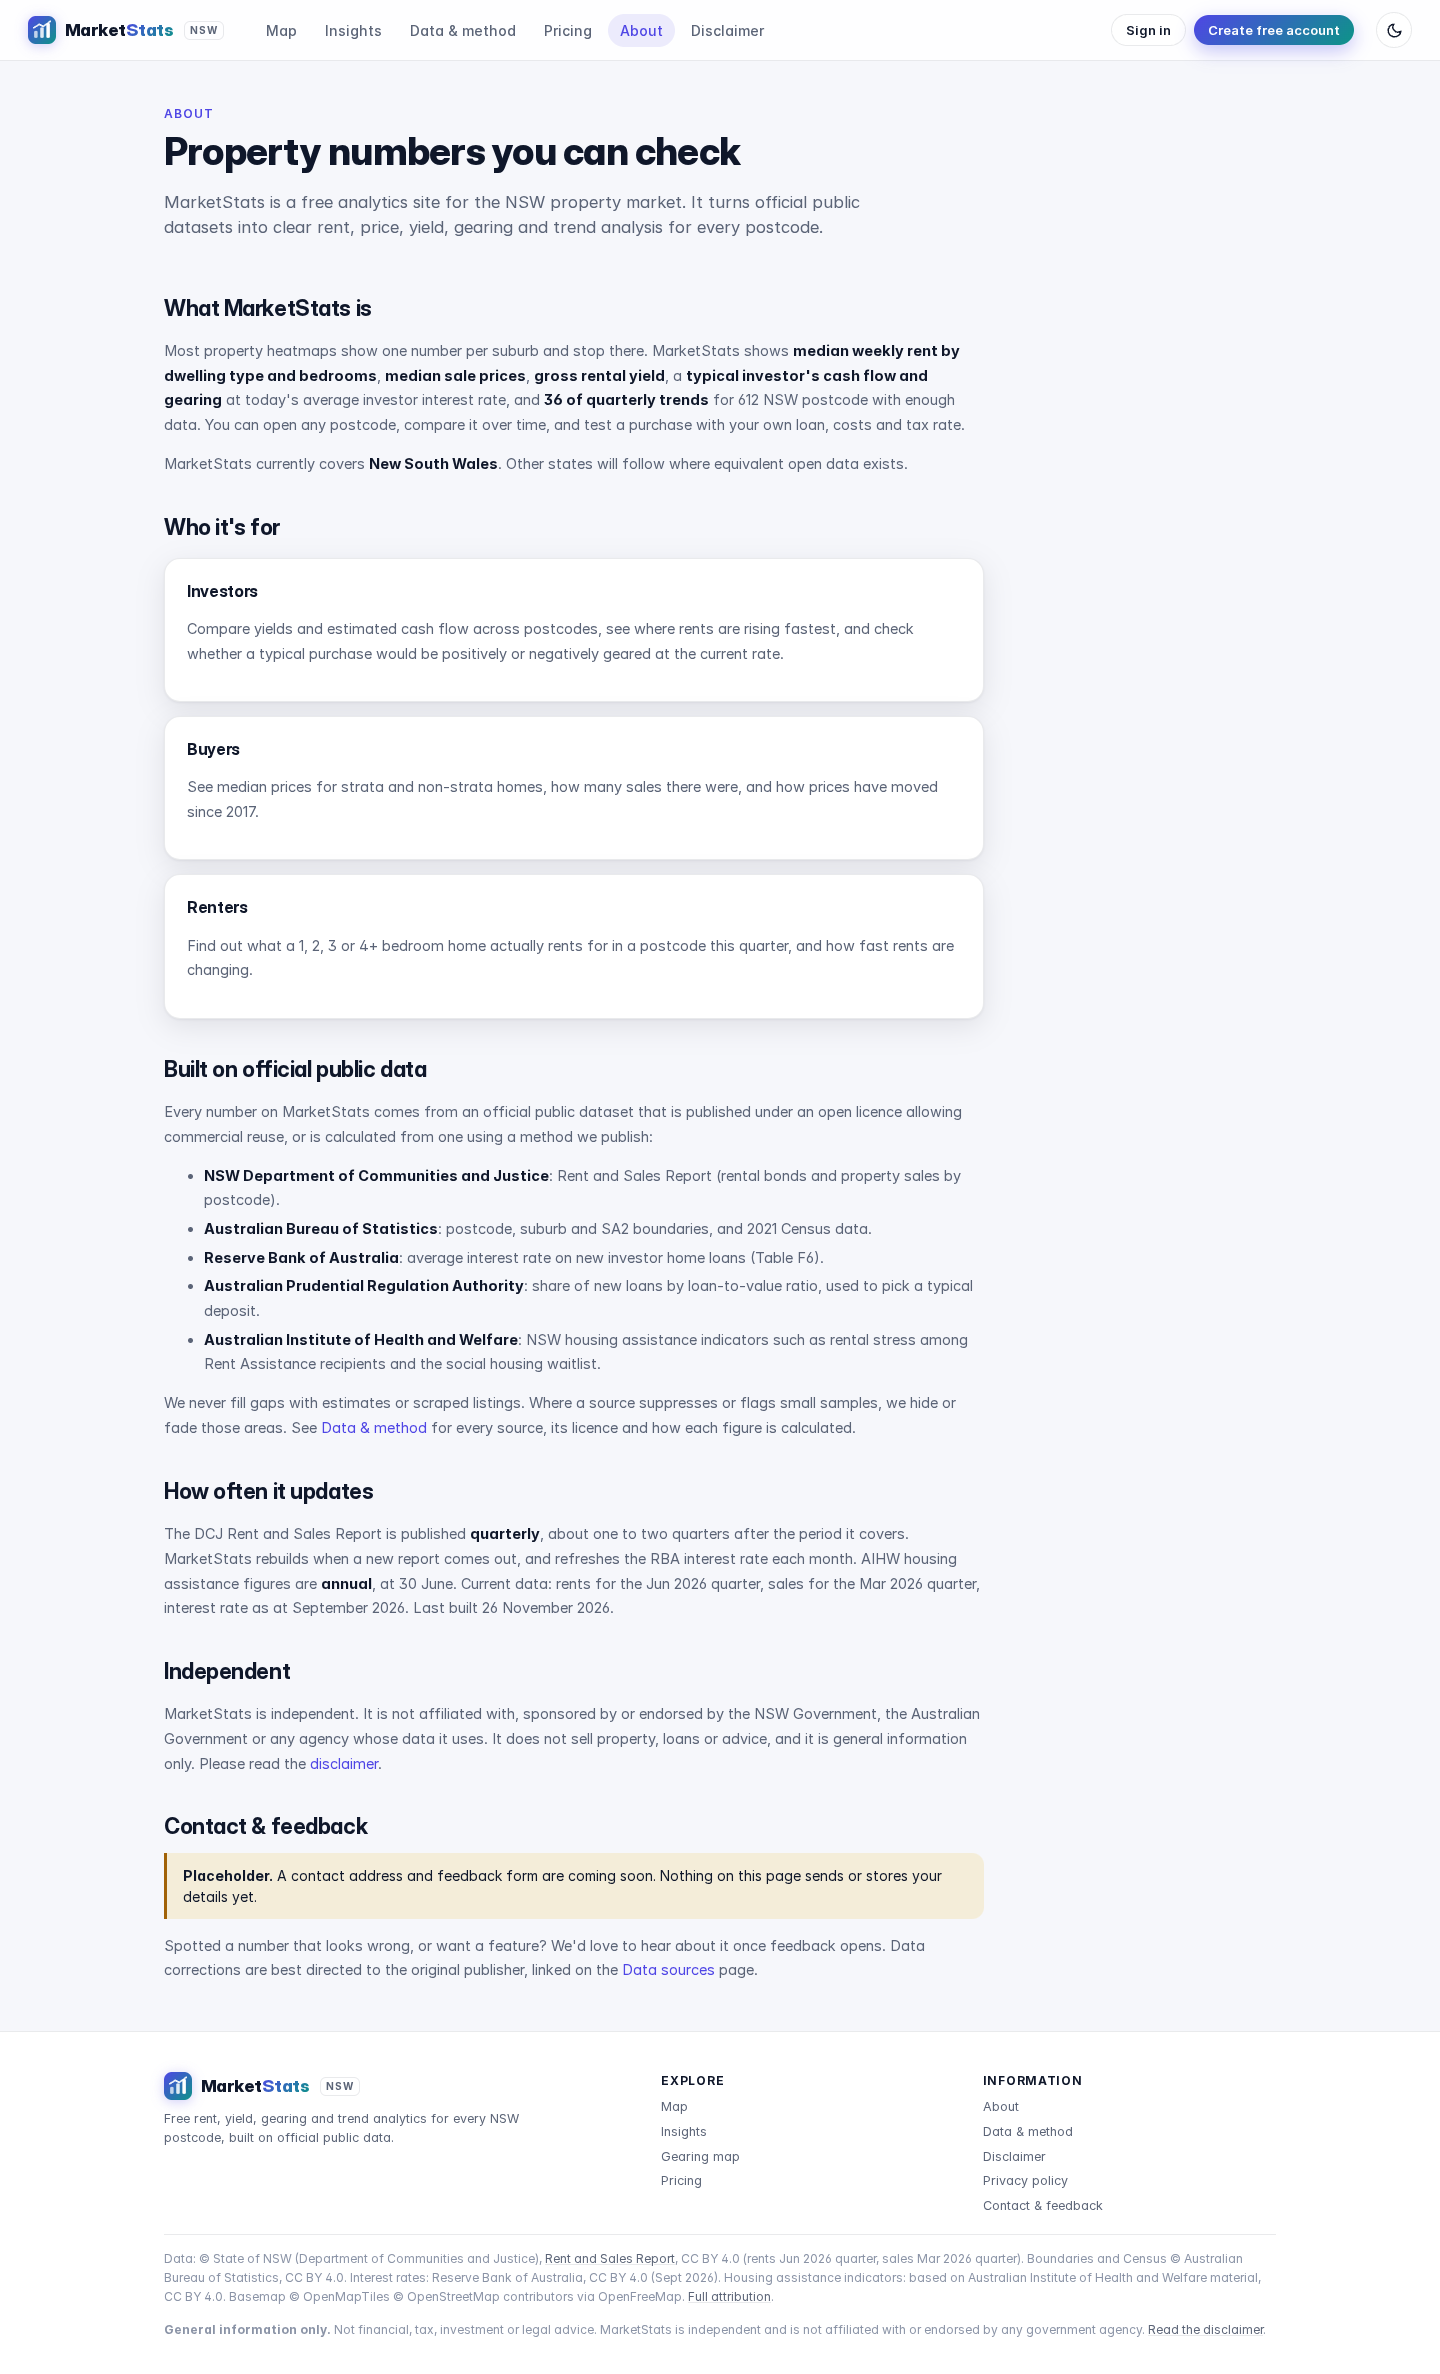 MarketStats NSW Map Insights Data & method Pricing About Disclaimer Sign in Create free account
ABOUT
Property numbers you can check
MarketStats is a free analytics site for the NSW property market. It turns official public
datasets into clear rent, price, yield, gearing and trend analysis for every postcode.
What MarketStats is
Most property heatmaps show one number per suburb and stop there. MarketStats shows median weekly rent by
dwelling type and bedrooms, median sale prices, gross rental yield, a typical investor's cash flow and
gearing at today's average investor interest rate, and 36 of quarterly trends for 612 NSW postcode with enough
data. You can open any postcode, compare it over time, and test a purchase with your own loan, costs and tax rate.
MarketStats currently covers New South Wales. Other states will follow where equivalent open data exists.
Who it's for
Investors
Compare yields and estimated cash flow across postcodes, see where rents are rising fastest, and check
whether a typical purchase would be positively or negatively geared at the current rate.
Buyers
See median prices for strata and non-strata homes, how many sales there were, and how prices have moved
since 2017.
Renters
Find out what a 1, 2, 3 or 4+ bedroom home actually rents for in a postcode this quarter, and how fast rents are
changing.
Built on official public data
Every number on MarketStats comes from an official public dataset that is published under an open licence allowing
commercial reuse, or is calculated from one using a method we publish:
• NSW Department of Communities and Justice: Rent and Sales Report (rental bonds and property sales by
postcode).
• Australian Bureau of Statistics: postcode, suburb and SA2 boundaries, and 2021 Census data.
• Reserve Bank of Australia: average interest rate on new investor home loans (Table F6).
• Australian Prudential Regulation Authority: share of new loans by loan-to-value ratio, used to pick a typical
deposit.
• Australian Institute of Health and Welfare: NSW housing assistance indicators such as rental stress among
Rent Assistance recipients and the social housing waitlist.
We never fill gaps with estimates or scraped listings. Where a source suppresses or flags small samples, we hide or
fade those areas. See Data & method for every source, its licence and how each figure is calculated.
How often it updates
The DCJ Rent and Sales Report is published quarterly, about one to two quarters after the period it covers.
MarketStats rebuilds when a new report comes out, and refreshes the RBA interest rate each month. AIHW housing
assistance figures are annual, at 30 June. Current data: rents for the Jun 2026 quarter, sales for the Mar 2026 quarter,
interest rate as at September 2026. Last built 26 November 2026.
Independent
MarketStats is independent. It is not affiliated with, sponsored by or endorsed by the NSW Government, the Australian
Government or any agency whose data it uses. It does not sell property, loans or advice, and it is general information
only. Please read the disclaimer.
Contact & feedback
Placeholder. A contact address and feedback form are coming soon. Nothing on this page sends or stores your
details yet.
Spotted a number that looks wrong, or want a feature? We'd love to hear about it once feedback opens. Data
corrections are best directed to the original publisher, linked on the Data sources page.
MarketStats NSW
Free rent, yield, gearing and trend analytics for every NSW
postcode, built on official public data.
EXPLORE
Map
Insights
Gearing map
Pricing
INFORMATION
About
Data & method
Disclaimer
Privacy policy
Contact & feedback
Data: © State of NSW (Department of Communities and Justice), Rent and Sales Report, CC BY 4.0 (rents Jun 2026 quarter, sales Mar 2026 quarter). Boundaries and Census © Australian
Bureau of Statistics, CC BY 4.0. Interest rates: Reserve Bank of Australia, CC BY 4.0 (Sept 2026). Housing assistance indicators: based on Australian Institute of Health and Welfare material,
CC BY 4.0. Basemap © OpenMapTiles © OpenStreetMap contributors via OpenFreeMap. Full attribution.
General information only. Not financial, tax, investment or legal advice. MarketStats is independent and is not affiliated with or endorsed by any government agency. Read the disclaimer.